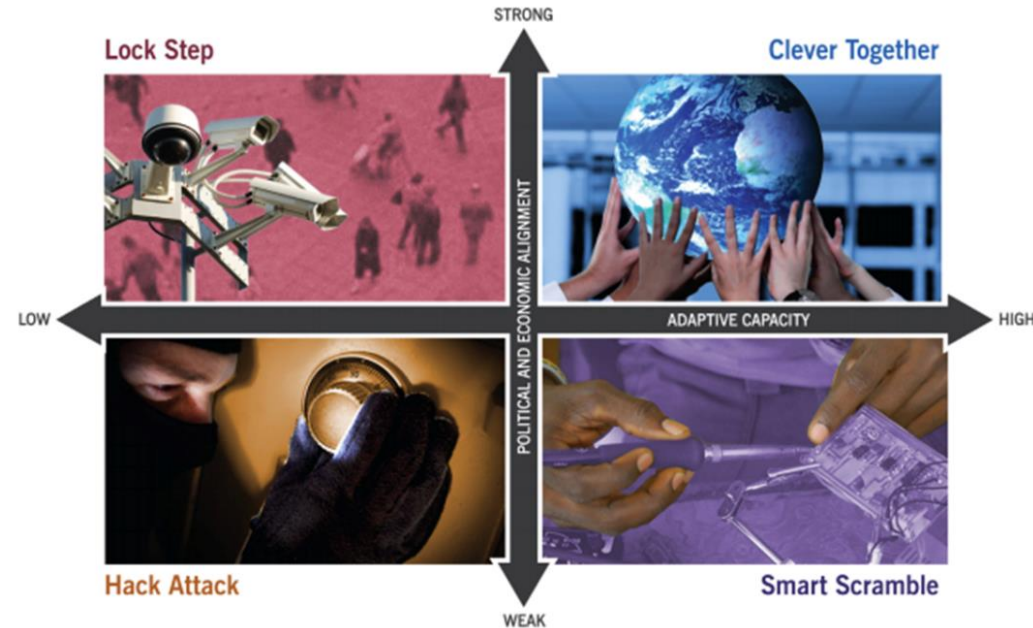 STRONG
Lock Step
Clever Together
POLITICAL AND ECONOMIC ALIGNMENT
LOW
ADAPTIVE CAPACITY
HIGH
Hack Attack
Smart Scramble
WEAK